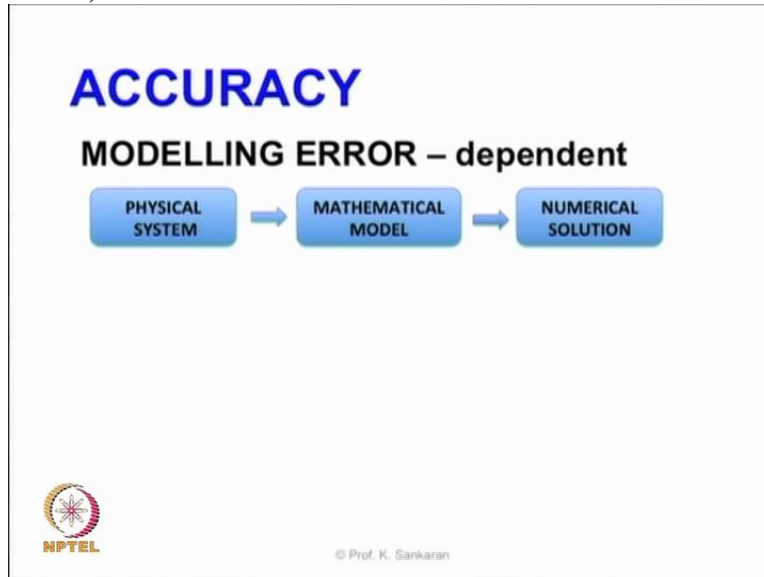 ACCURACY
MODELLING ERROR – dependent
PHYSICAL
SYSTEM
MATHEMATICAL
MODEL
NUMERICAL
SOLUTION
NPTEL
© Prof. K. Sankaran